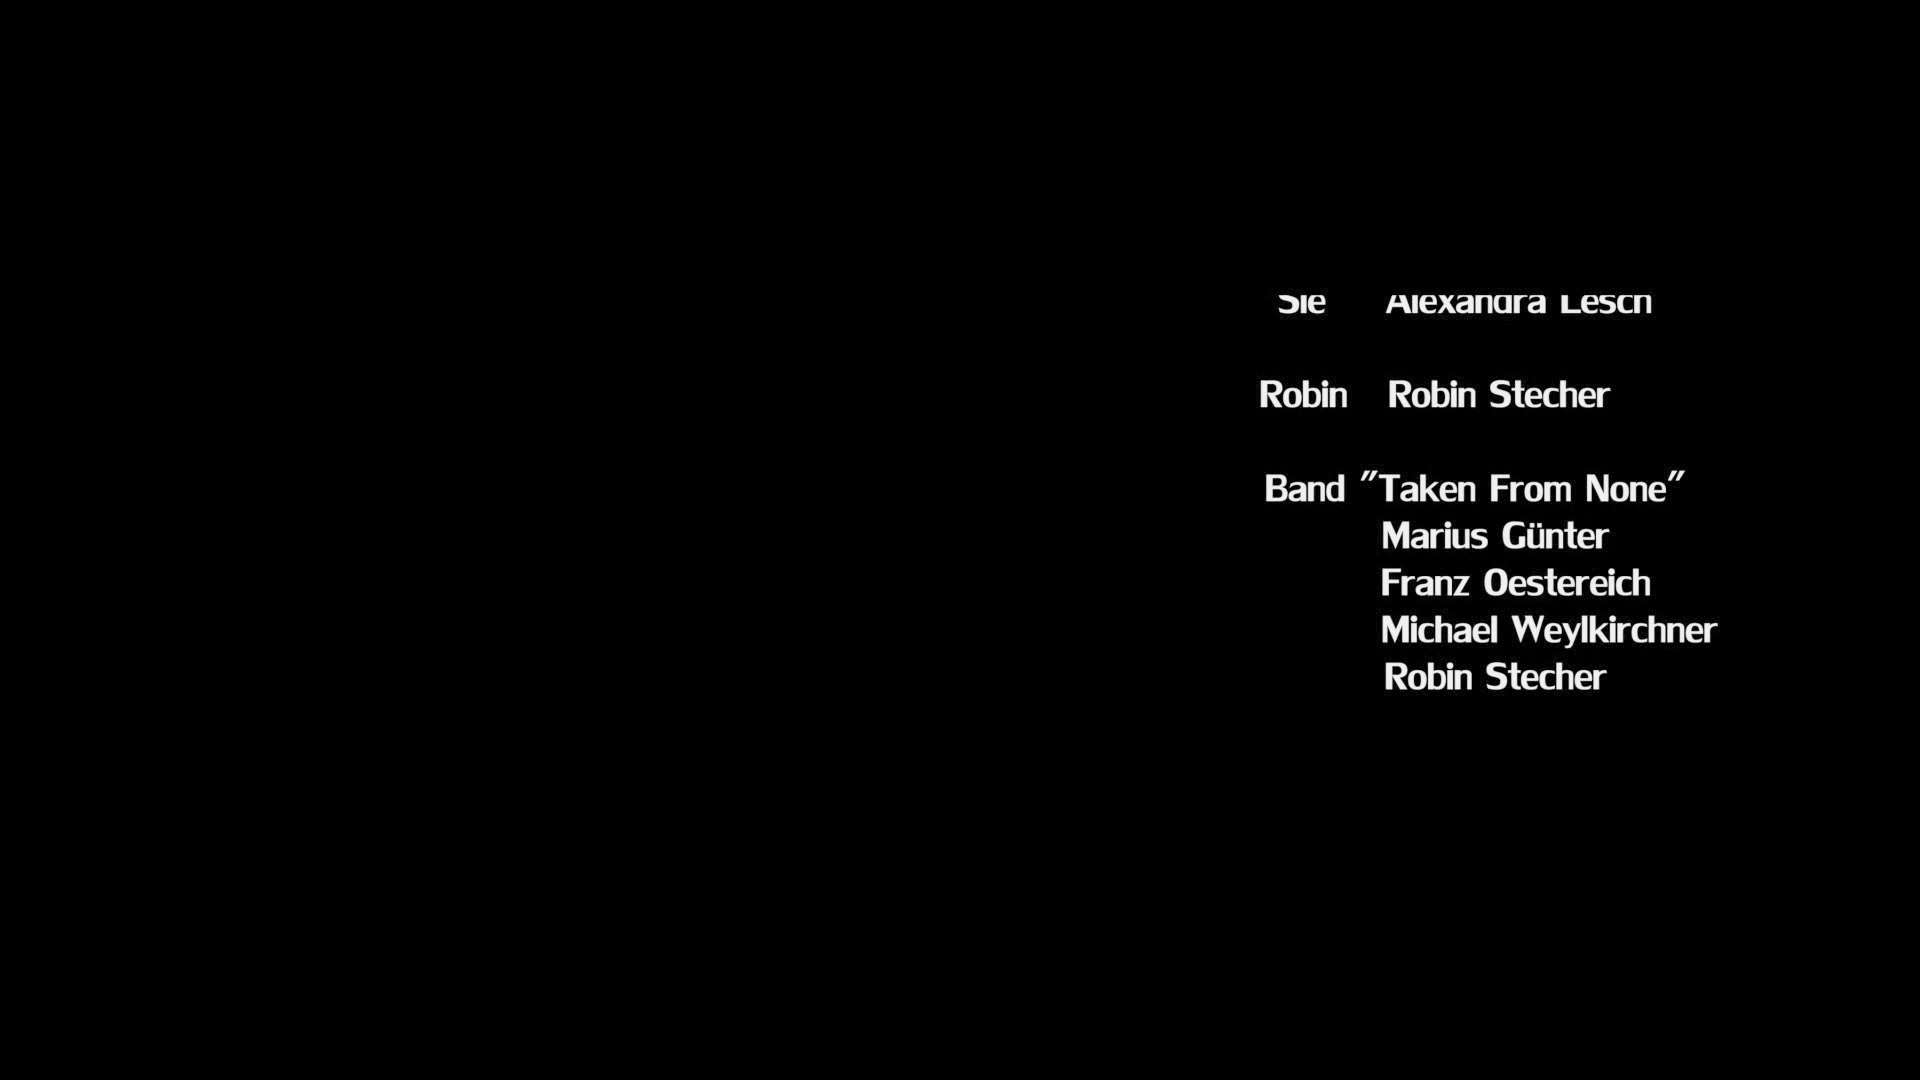 Sie Alexandra Lesch
Robin Robin Stecher
Band "Taken From None"
Marius Günter
Franz Oestereich
Michael Weylkirchner
Robin Stecher